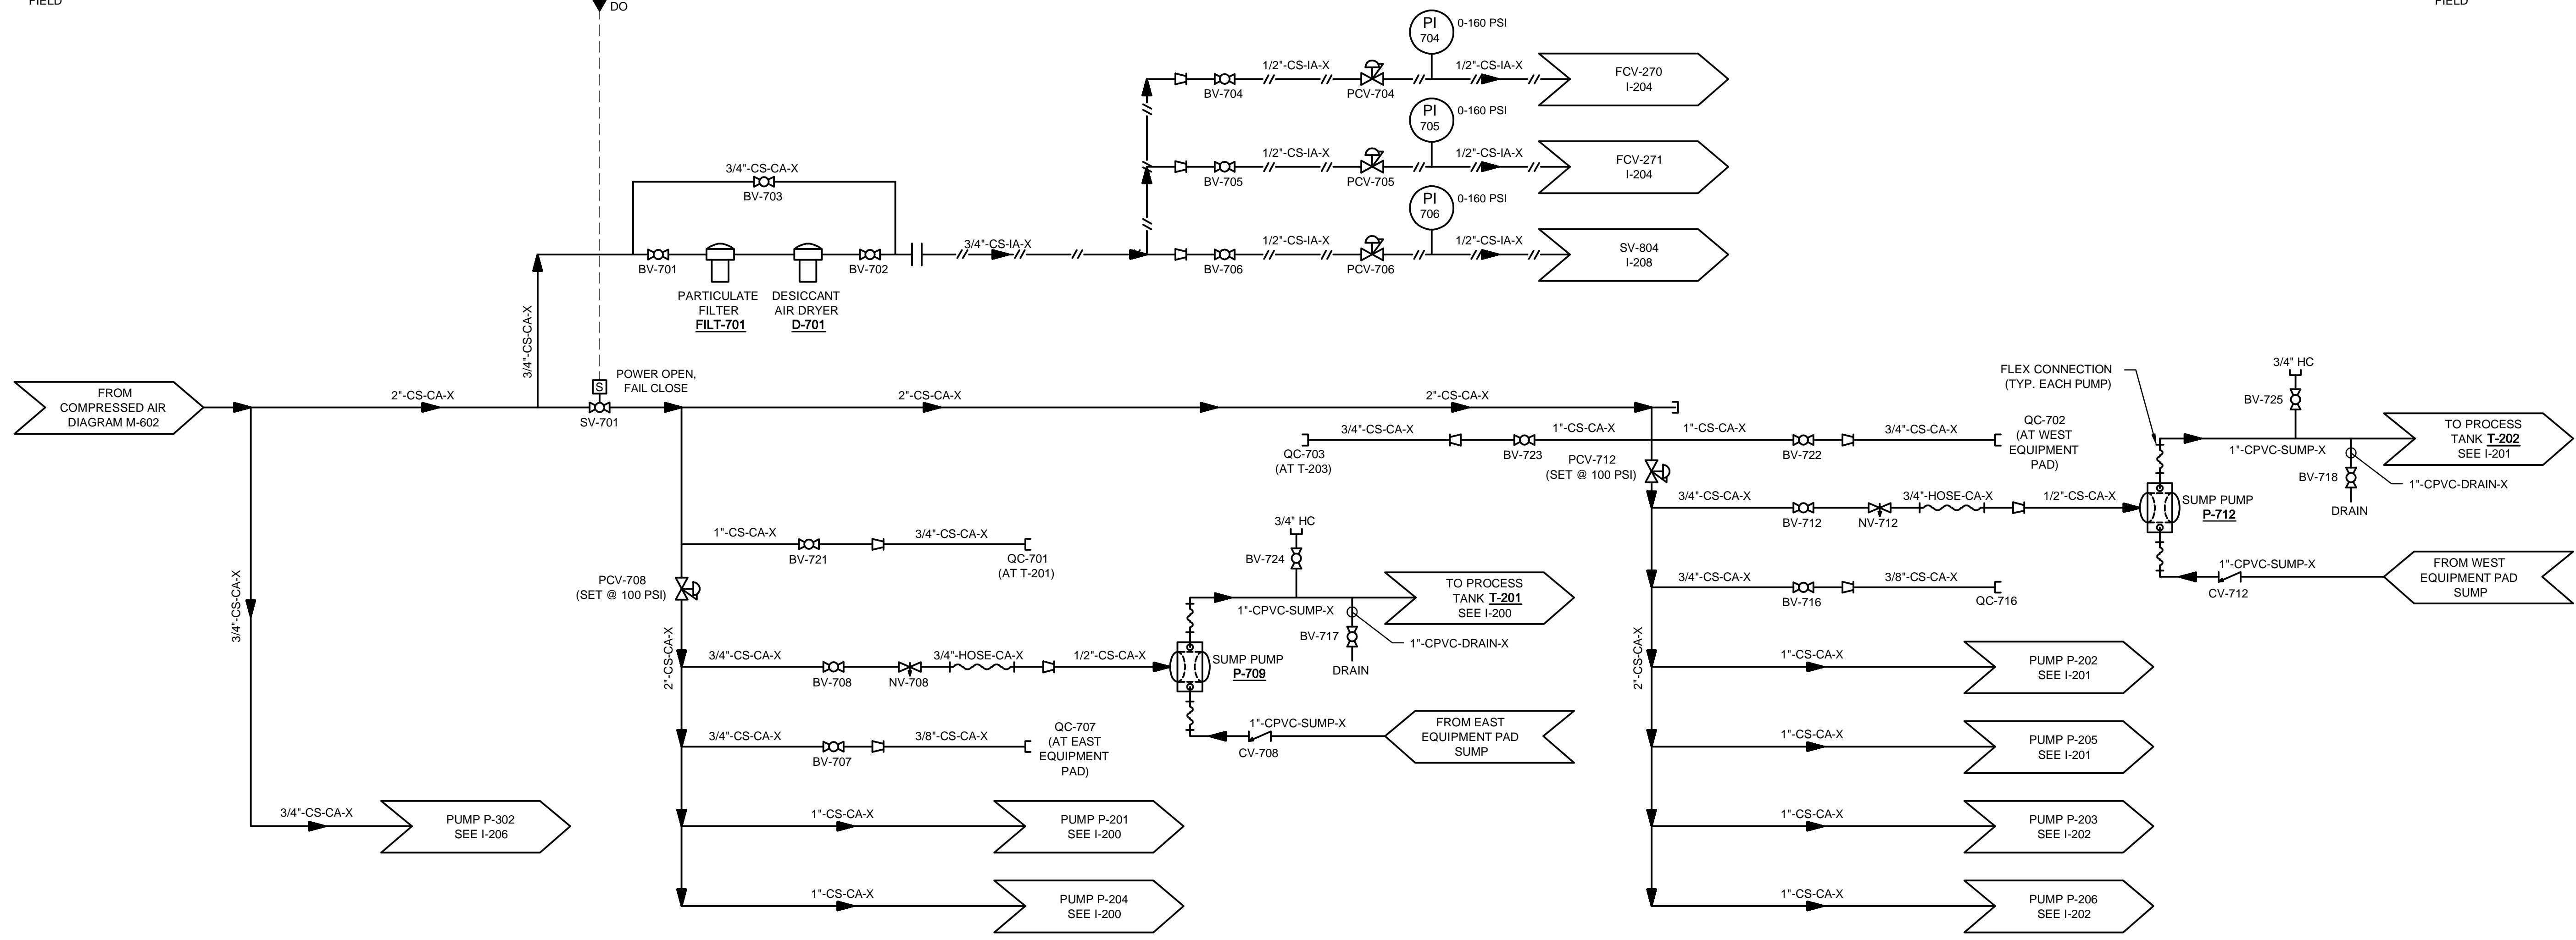 FIELD
DO
FIELD
PI
704
0-160 PSI
1/2"-CS-IA-X
1/2"-CS-IA-X
BV-704
PCV-704
FCV-270
I-204
PI
705
0-160 PSI
1/2"-CS-IA-X
1/2"-CS-IA-X
BV-705
PCV-705
FCV-271
I-204
PI
706
0-160 PSI
1/2"-CS-IA-X
1/2"-CS-IA-X
BV-706
PCV-706
SV-804
I-208
3/4"-CS-CA-X
BV-703
BV-701
BV-702
3/4"-CS-IA-X
PARTICULATE
FILTER
FILT-701
DESICCANT
AIR DRYER
D-701
3/4"-CS-CA-X
FROM
COMPRESSED AIR
DIAGRAM M-602
2"-CS-CA-X
S
POWER OPEN,
FAIL CLOSE
SV-701
2"-CS-CA-X
2"-CS-CA-X
3/4"-CS-CA-X
3/4"-CS-CA-X
PUMP P-302
SEE I-206
1"-CS-CA-X
BV-721
3/4"-CS-CA-X
QC-701
(AT T-201)
PCV-708
(SET @ 100 PSI)
2"-CS-CA-X
3/4"-CS-CA-X
BV-708
NV-708
3/4"-HOSE-CA-X
1/2"-CS-CA-X
SUMP PUMP
P-709
3/4" HC
BV-724
1"-CPVC-SUMP-X
TO PROCESS
TANK T-201
SEE I-200
BV-717
1"-CPVC-DRAIN-X
DRAIN
1"-CPVC-SUMP-X
CV-708
FROM EAST
EQUIPMENT PAD
SUMP
3/4"-CS-CA-X
BV-707
3/8"-CS-CA-X
QC-707
(AT EAST
EQUIPMENT
PAD)
1"-CS-CA-X
PUMP P-201
SEE I-200
1"-CS-CA-X
PUMP P-204
SEE I-200
3/4"-CS-CA-X
QC-703
(AT T-203)
BV-723
1"-CS-CA-X
1"-CS-CA-X
BV-722
3/4"-CS-CA-X
QC-702
(AT WEST
EQUIPMENT
PAD)
PCV-712
(SET @ 100 PSI)
3/4"-CS-CA-X
BV-712
NV-712
3/4"-HOSE-CA-X
1/2"-CS-CA-X
SUMP PUMP
P-712
FLEX CONNECTION
(TYP. EACH PUMP)
3/4" HC
BV-725
1"-CPVC-SUMP-X
TO PROCESS
TANK T-202
SEE I-201
BV-718
1"-CPVC-DRAIN-X
DRAIN
1"-CPVC-SUMP-X
CV-712
FROM WEST
EQUIPMENT PAD
SUMP
3/4"-CS-CA-X
BV-716
3/8"-CS-CA-X
QC-716
2"-CS-CA-X
1"-CS-CA-X
PUMP P-202
SEE I-201
1"-CS-CA-X
PUMP P-205
SEE I-201
1"-CS-CA-X
PUMP P-203
SEE I-202
1"-CS-CA-X
PUMP P-206
SEE I-202